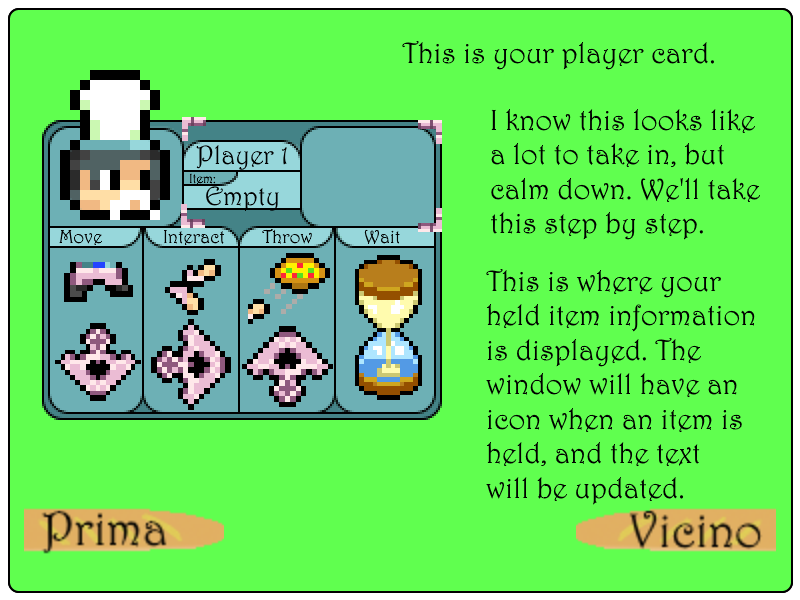 This is your player card.
I know this looks like
a lot to take in, but
calm down. We'll take
this step by step.
Player 1
Item:
Empty
Move
Interact
Throw
Wait
This is where your
held item information
is displayed. The
window will have an
icon when an item is
held, and the text
will be updated.
Prima
Vicino